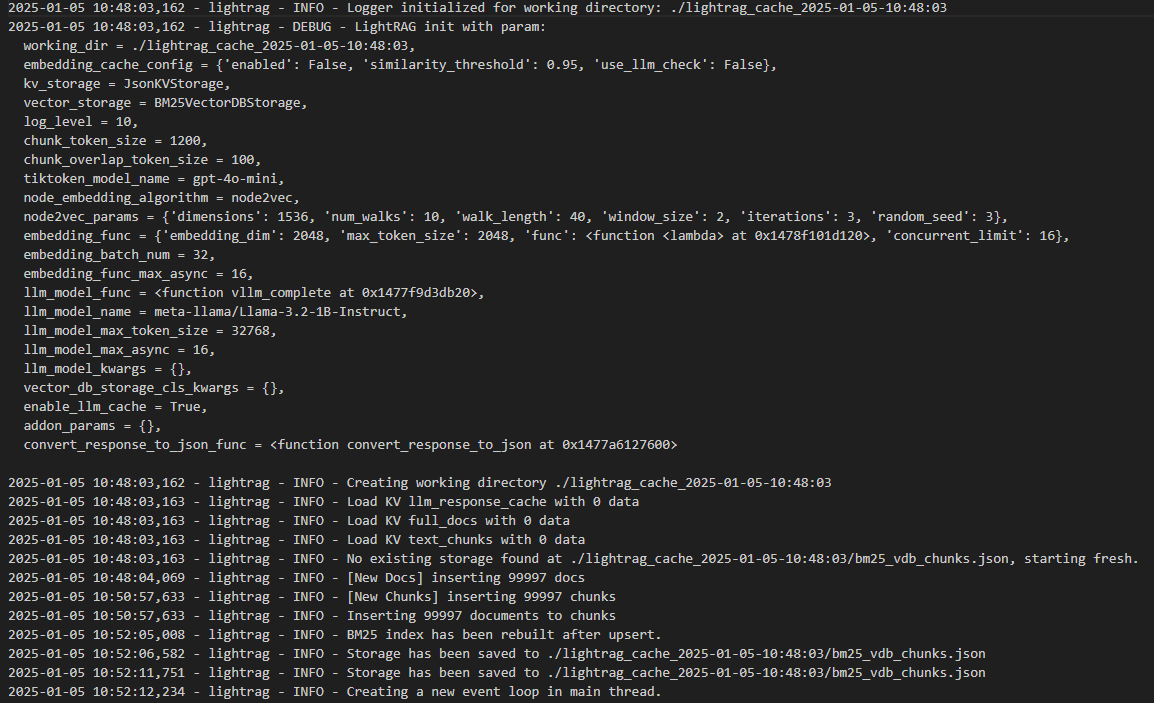 2025-01-05 10:48:03,162 - lightrag - INFO - Logger initialized for working directory: ./lightrag_cache_2025-01-05-10:48:03
2025-01-05 10:48:03,162 - lightrag - DEBUG - LightRAG init with param:
  working_dir = ./lightrag_cache_2025-01-05-10:48:03,
  embedding_cache_config = {'enabled': False, 'similarity_threshold': 0.95, 'use_llm_check': False},
  kv_storage = JsonKVStorage,
  vector_storage = BM25VectorDBStorage,
  log_level = 10,
  chunk_token_size = 1200,
  chunk_overlap_token_size = 100,
  tiktoken_model_name = gpt-4o-mini,
  node_embedding_algorithm = node2vec,
  node2vec_params = {'dimensions': 1536, 'num_walks': 10, 'walk_length': 40, 'window_size': 2, 'iterations': 3, 'random_seed': 3},
  embedding_func = {'embedding_dim': 2048, 'max_token_size': 2048, 'func': <function <lambda> at 0x1478f101d120>, 'concurrent_limit': 16},
  embedding_batch_num = 32,
  embedding_func_max_async = 16,
  llm_model_func = <function vllm_complete at 0x1477f9d3db20>,
  llm_model_name = meta-llama/Llama-3.2-1B-Instruct,
  llm_model_max_token_size = 32768,
  llm_model_max_async = 16,
  llm_model_kwargs = {},
  vector_db_storage_cls_kwargs = {},
  enable_llm_cache = True,
  addon_params = {},
  convert_response_to_json_func = <function convert_response_to_json at 0x1477a6127600>
2025-01-05 10:48:03,162 - lightrag - INFO - Creating working directory ./lightrag_cache_2025-01-05-10:48:03
2025-01-05 10:48:03,163 - lightrag - INFO - Load KV llm_response_cache with 0 data
2025-01-05 10:48:03,163 - lightrag - INFO - Load KV full_docs with 0 data
2025-01-05 10:48:03,163 - lightrag - INFO - Load KV text_chunks with 0 data
2025-01-05 10:48:03,163 - lightrag - INFO - No existing storage found at ./lightrag_cache_2025-01-05-10:48:03/bm25_vdb_chunks.json, starting fresh.
2025-01-05 10:48:04,069 - lightrag - INFO - [New Docs] inserting 99997 docs
2025-01-05 10:50:57,633 - lightrag - INFO - [New Chunks] inserting 99997 chunks
2025-01-05 10:50:57,633 - lightrag - INFO - Inserting 99997 documents to chunks
2025-01-05 10:52:05,008 - lightrag - INFO - BM25 index has been rebuilt after upsert.
2025-01-05 10:52:06,582 - lightrag - INFO - Storage has been saved to ./lightrag_cache_2025-01-05-10:48:03/bm25_vdb_chunks.json
2025-01-05 10:52:11,751 - lightrag - INFO - Storage has been saved to ./lightrag_cache_2025-01-05-10:48:03/bm25_vdb_chunks.json
2025-01-05 10:52:12,234 - lightrag - INFO - Creating a new event loop in main thread.